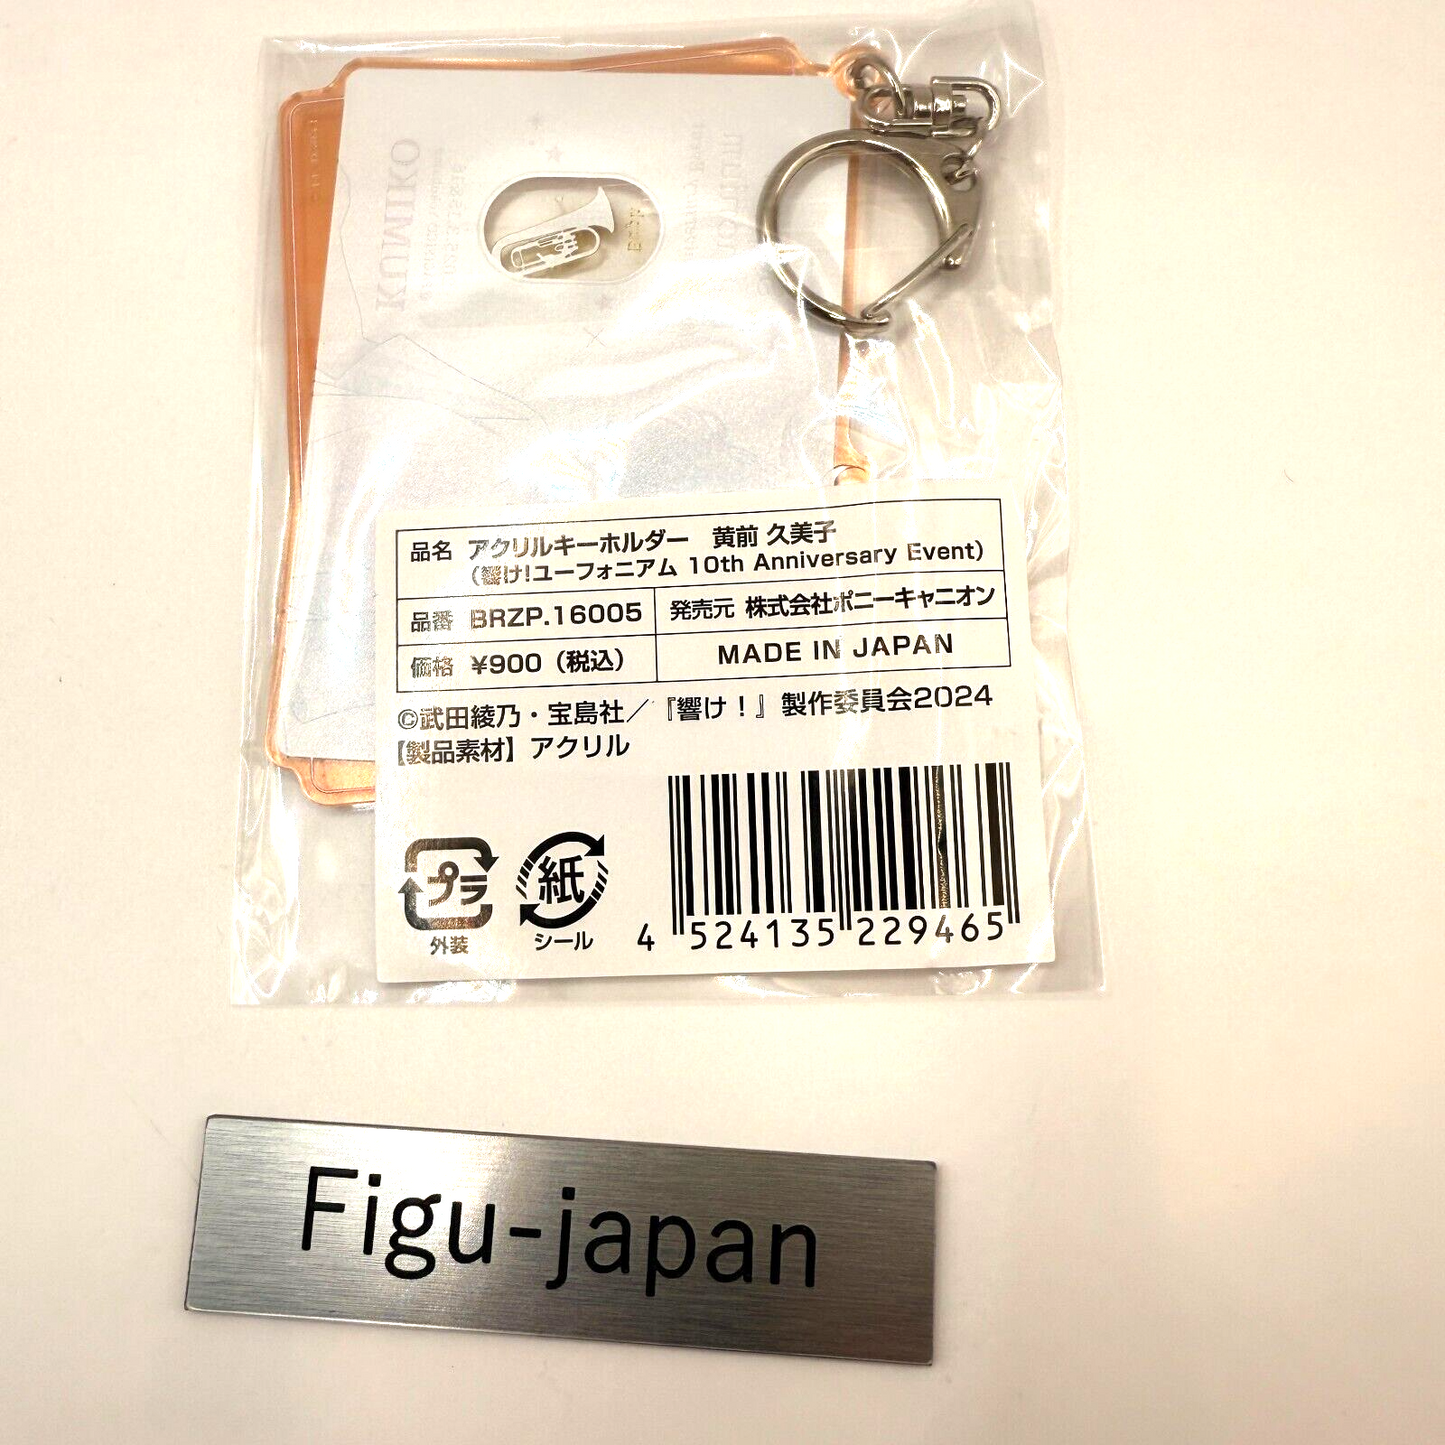 KUMIKO
品名 アクリルキーホルダー 黄前 久美子
(響け!ユーフォニアム 10th Anniversary Event)
品番 BRZP.16005 発売元 株式会社ポニーキャニオン
価格 ¥900(税込) MADE IN JAPAN
©武田綾乃・宝島社/『響け!』製作委員会2024
【製品素材】アクリル
プラ
外装
紙
シール
4 524135 229465
Figu-japan